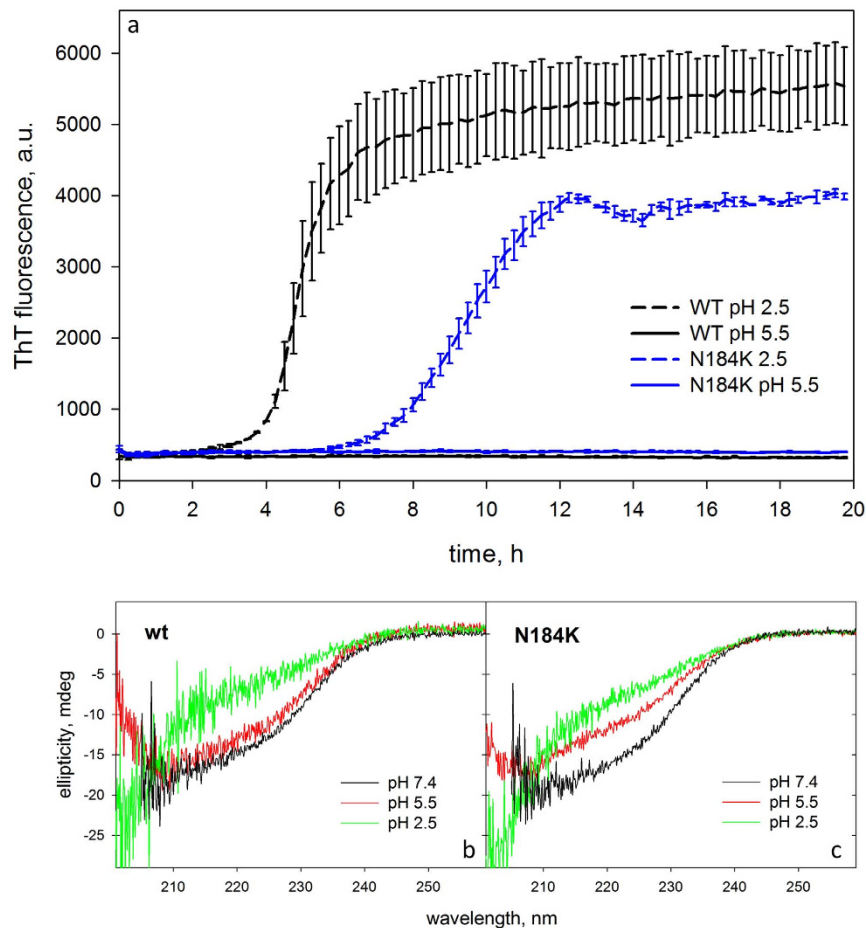 a
6000
5000
4000
3000
2000
1000
0
ThT fluorescence, a.u.
WT pH 2.5
WT pH 5.5
N184K 2.5
N184K pH 5.5
0 2 4 6 8 10 12 14 16 18 20
time, h
wt
N184K
0
-5
-10
-15
-20
-25
ellipticity, mdeg
pH 7.4
pH 5.5
pH 2.5
b
pH 7.4
pH 5.5
pH 2.5
c
210 220 230 240 250
210 220 230 240 250
wavelength, nm